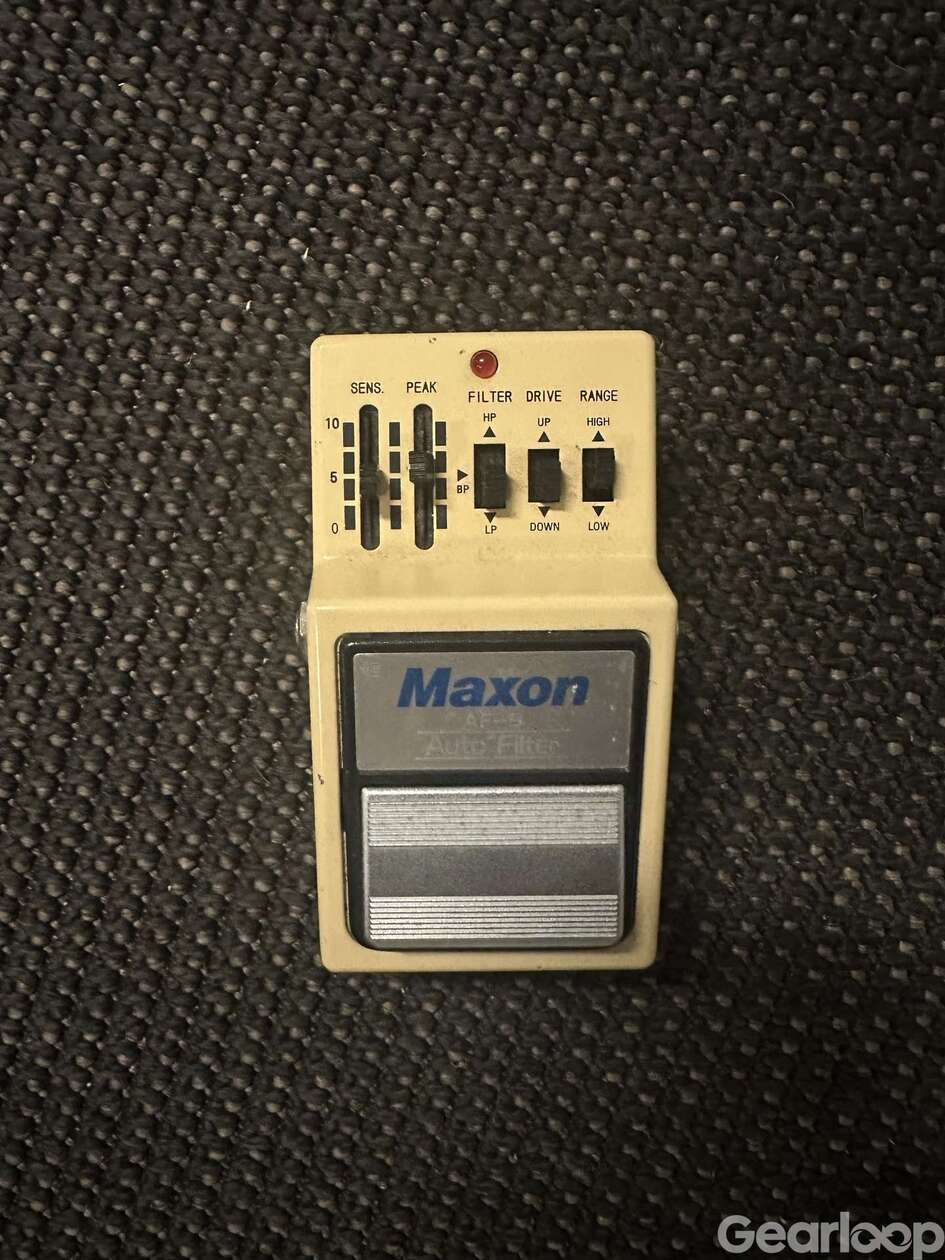 SENS. PEAK
FILTER DRIVE RANGE
HP UP HIGH
10
5
BP
0
LP DOWN LOW
Maxon
Auto Filter
Gearloop